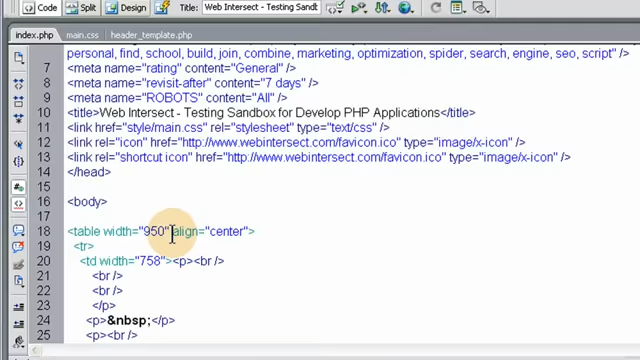 Code Split Design Title: Web Intersect - Testing Sandb
index.php main.css header_template.php
personal, find, school, build, join, combine, marketing, optimization, spider, search, engine, seo, script" />
7 <meta name="rating" content="General" />
8 <meta name="revisit-after" content="7 days" />
9 <meta name="ROBOTS" content="All" />
10 <title>Web Intersect - Testing Sandbox for Develop PHP Applications</title>
11 <link href="style/main.css" rel="stylesheet" type="text/css" />
12 <link rel="icon" href="http://www.webintersect.com/favicon.ico" type="image/x-icon" />
13 <link rel="shortcut icon" href="http://www.webintersect.com/favicon.ico" type="image/x-icon" />
14 </head>
15
16 <body>
17
18 <table width="950" align="center">
19 <tr>
20 <td width="758"><p><br />
21 <br />
22 <br />
23 </p>
24 <p>&nbsp;</p>
25 <p><br />